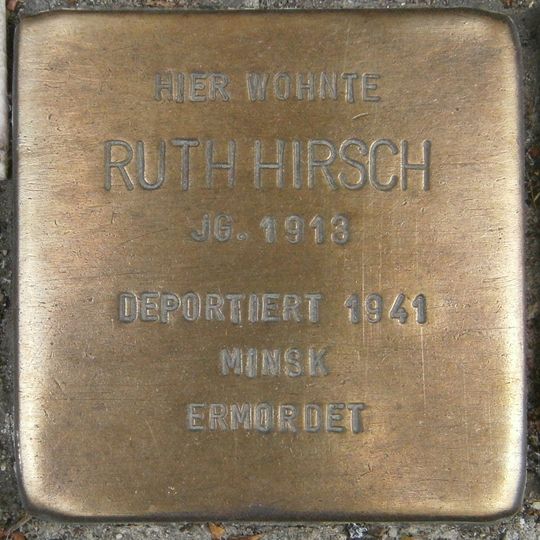 HIER WOHNTE
RUTH HIRSCH
JG. 1913
DEPORTIERT 1941
MINSK
ERMORDET